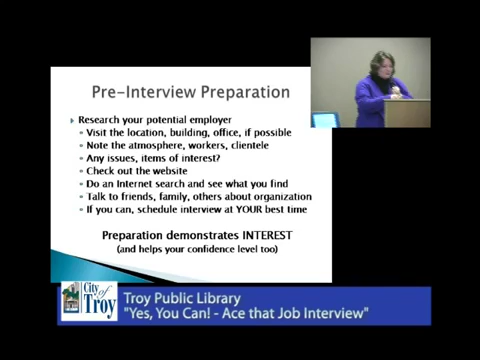 Pre-Interview Preparation
Research your potential employer
Visit the location, building, office, if possible
Note the atmosphere, workers, clientele
Any issues, items of interest?
Check out the website
Do an Internet search and see what you find
Talk to friends, family, others about organization
If you can, schedule interview at YOUR best time
Preparation demonstrates INTEREST
(and helps your confidence level too)
City of
Troy
Troy Public Library
"Yes, You Can! - Ace that Job Interview"